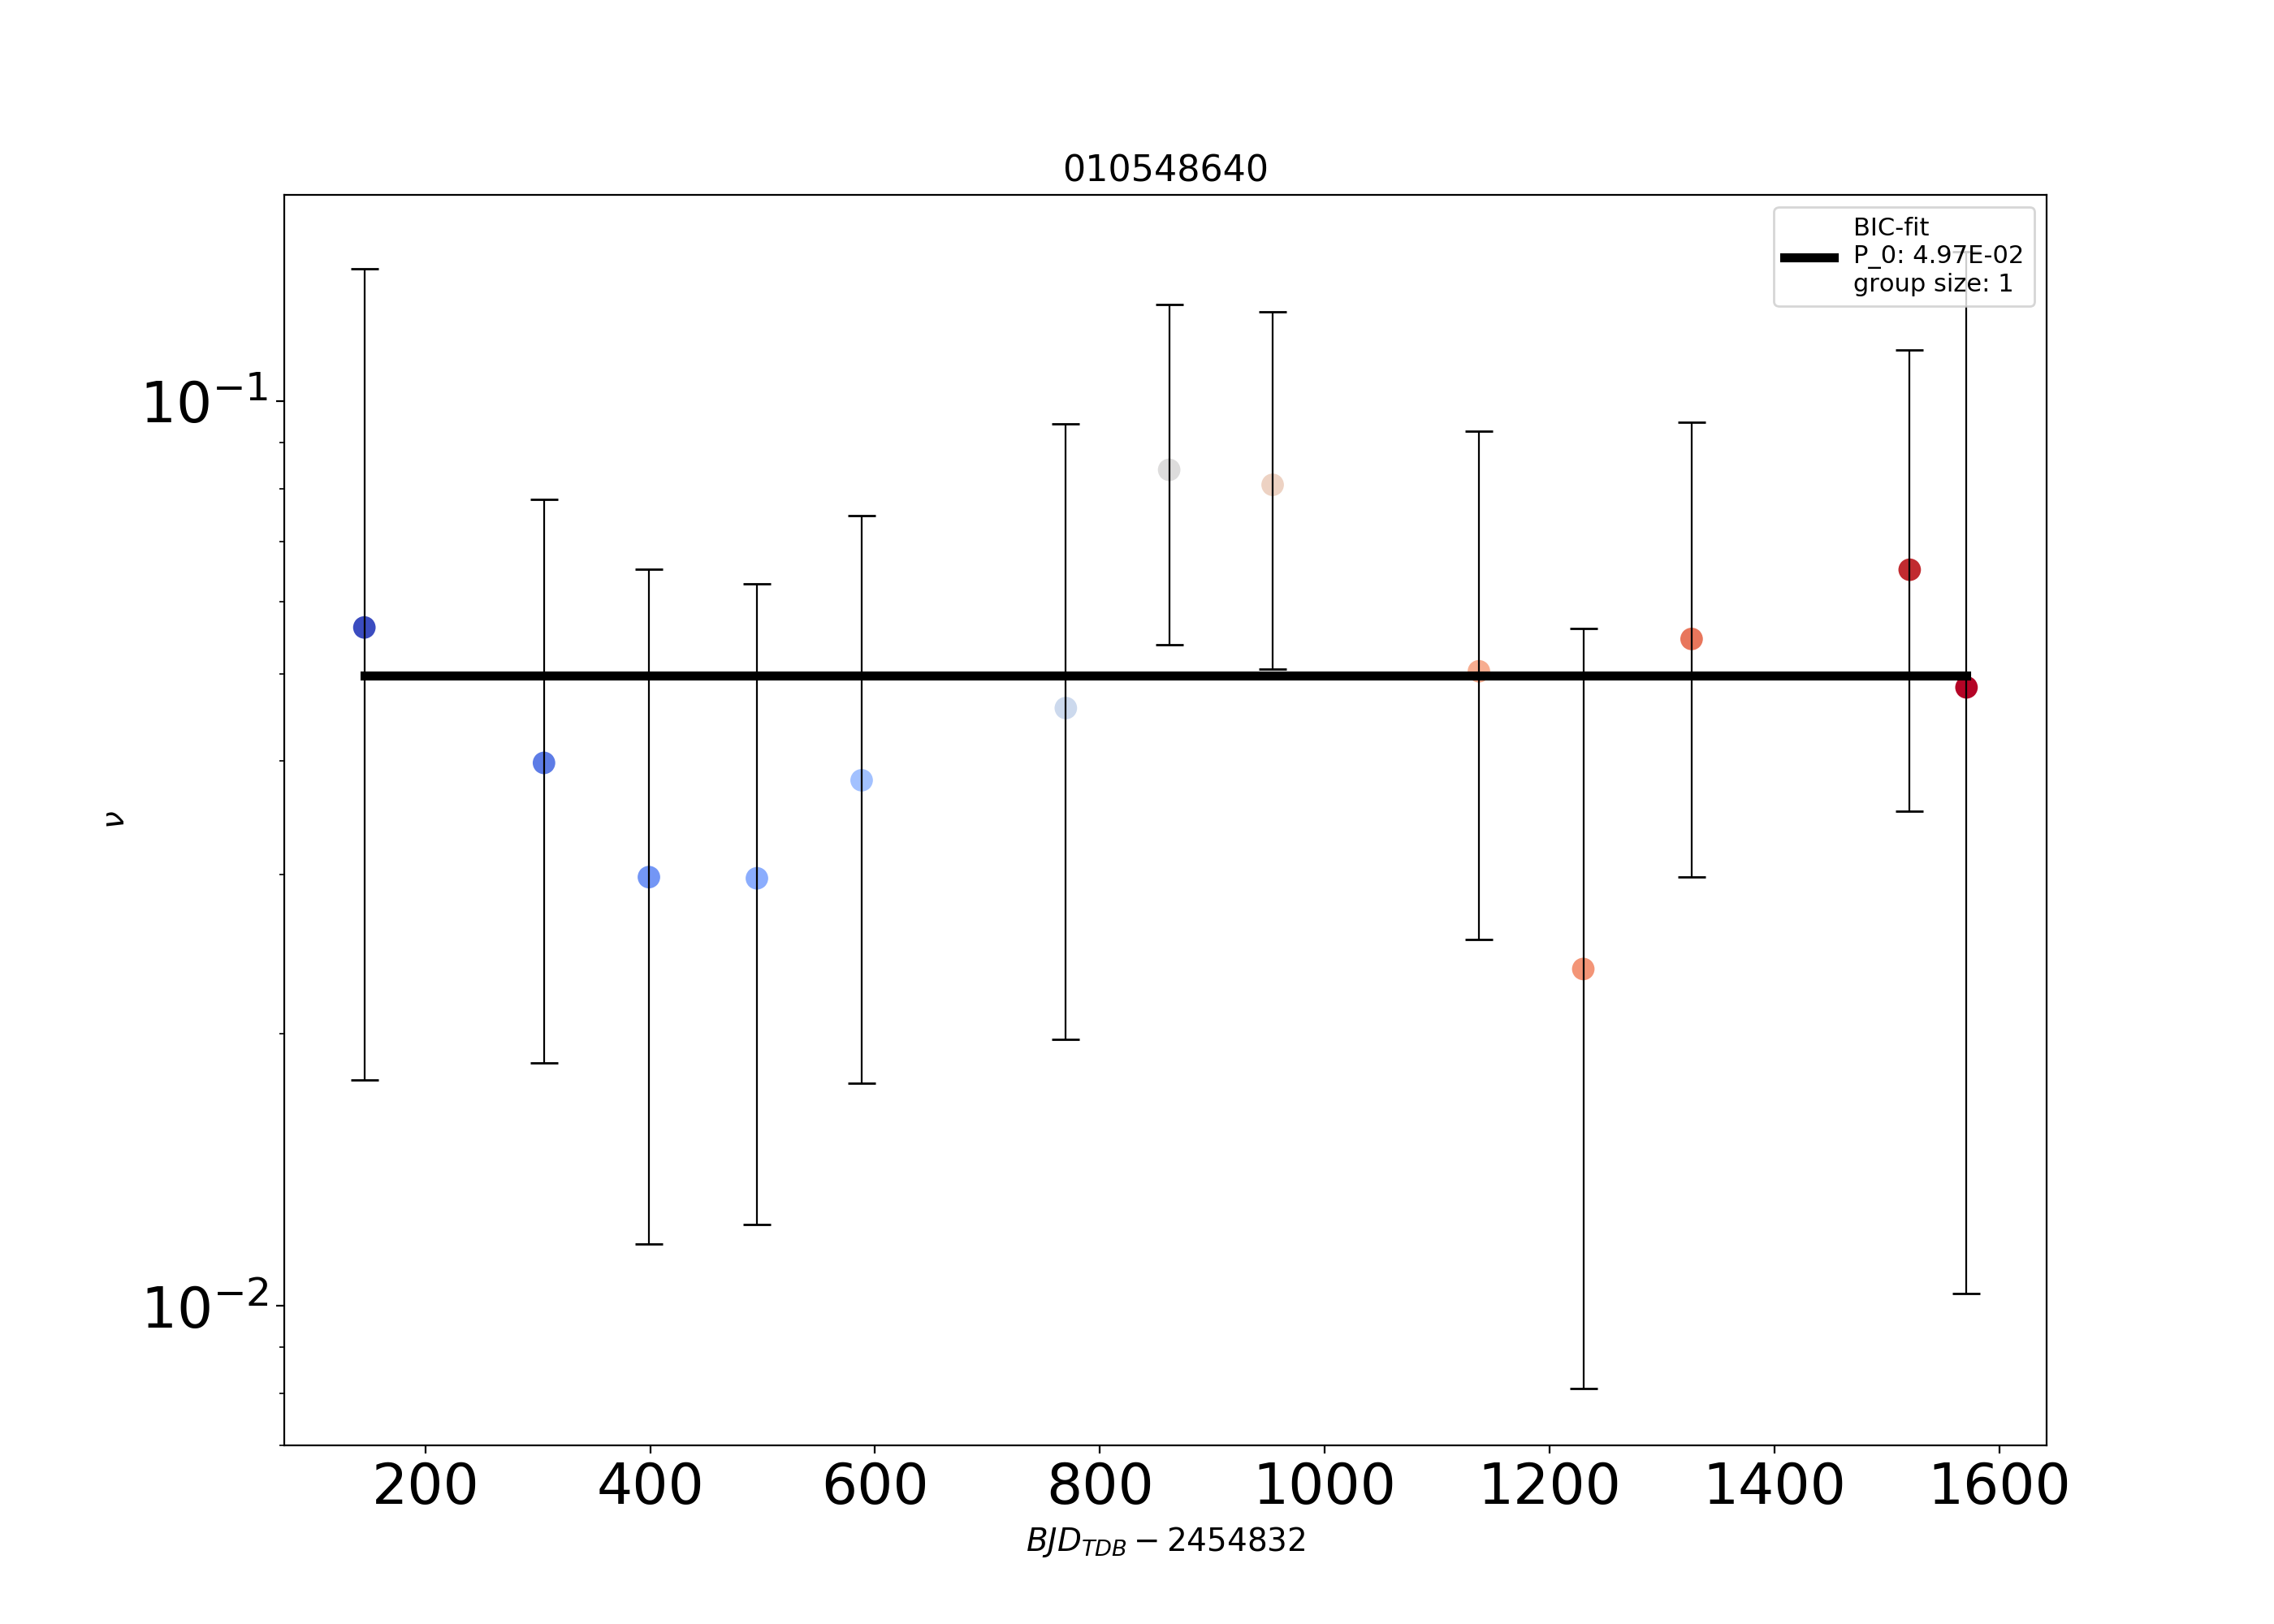 010548640
BIC-fit
P_0: 4.97E-02
group size: 1
10⁻¹
ν
10⁻²
200 400 600 800 1000 1200 1400 1600
BJD_TDB − 2454832